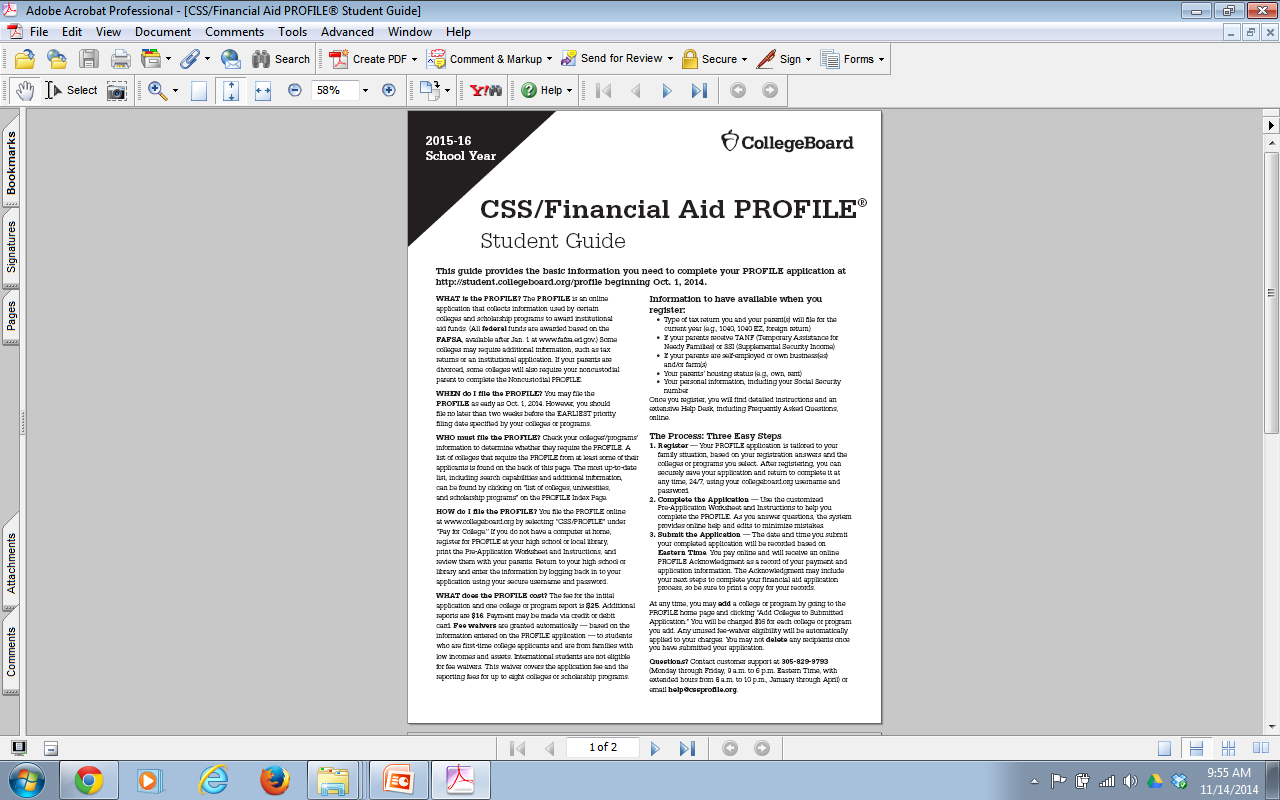 Adobe Acrobat Professional - [CSS/Financial Aid PROFILE® Student Guide]
File Edit View Document Comments Tools Advanced Window Help
Search Create PDF Comment & Markup Send for Review Secure Sign Forms
Select 58% Y! Help
Bookmarks
Signatures
Pages
Attachments
Comments
2015-16
School Year
CollegeBoard
CSS/Financial Aid PROFILE®
Student Guide
This guide provides the basic information you need to complete your PROFILE application at
http://student.collegeboard.org/profile beginning Oct. 1, 2014.
WHAT is the PROFILE? The PROFILE is an online
application that collects information used by certain
colleges and scholarship programs to award institutional
aid funds. (All federal funds are awarded based on the
FAFSA, available after Jan. 1 at www.fafsa.ed.gov.) Some
colleges may require additional information, such as tax
returns or an institutional application. If your parents are
divorced, some colleges will also require your noncustodial
parent to complete the Noncustodial PROFILE.
WHEN do I file the PROFILE? You may file the
PROFILE as early as Oct. 1, 2014. However, you should
file no later than two weeks before the EARLIEST priority
filing date specified by your colleges or programs.
WHO must file the PROFILE? Check your colleges'/programs'
information to determine whether they require the PROFILE. A
list of colleges that require the PROFILE from at least some of their
applicants is found on the back of this page. The most up-to-date
list, including search capabilities and additional information,
can be found by clicking on "list of colleges, universities,
and scholarship programs" on the PROFILE Index Page.
HOW do I file the PROFILE? You file the PROFILE online
at www.collegeboard.org by selecting "CSS/PROFILE" under
"Pay for College." If you do not have a computer at home,
register for PROFILE at your high school or local library,
print the Pre-Application Worksheet and Instructions, and
review them with your parents. Return to your high school or
library and enter the information by logging back in to your
application using your secure username and password.
WHAT does the PROFILE cost? The fee for the initial
application and one college or program report is $25. Additional
reports are $16. Payment may be made via credit or debit
card. Fee waivers are granted automatically — based on the
information entered on the PROFILE application — to students
who are first-time college applicants and are from families with
low incomes and assets. International students are not eligible
for fee waivers. This waiver covers the application fee and the
reporting fees for up to eight colleges or scholarship programs.
Information to have available when you
register:
• Type of tax return you and your parent(s) will file for the
current year (e.g., 1040, 1040 EZ, foreign return)
• If your parents receive TANF (Temporary Assistance for
Needy Families) or SSI (Supplemental Security Income)
• If your parents are self-employed or own business(es)
and/or farm(s)
• Your parents' housing status (e.g., own, rent)
• Your personal information, including your Social Security
number
Once you register, you will find detailed instructions and an
extensive Help Desk, including Frequently Asked Questions,
online.
The Process: Three Easy Steps
1. Register — Your PROFILE application is tailored to your
family situation, based on your registration answers and the
colleges or programs you select. After registering, you can
securely save your application and return to complete it at
any time, 24/7, using your collegeboard.org username and
password.
2. Complete the Application — Use the customized
Pre-Application Worksheet and Instructions to help you
complete the PROFILE. As you answer questions, the system
provides online help and edits to minimize mistakes.
3. Submit the Application — The date and time you submit
your completed application will be recorded based on
Eastern Time. You pay online and will receive an online
PROFILE Acknowledgment as a record of your payment and
application information. The Acknowledgment may include
your next steps to complete your financial aid application
process, so be sure to print a copy for your records.
At any time, you may add a college or program by going to the
PROFILE home page and clicking "Add Colleges to Submitted
Application." You will be charged $16 for each college or program
you add. Any unused fee-waiver eligibility will be automatically
applied to your charges. You may not delete any recipients once
you have submitted your application.
Questions? Contact customer support at 305-829-9793
(Monday through Friday, 9 a.m. to 6 p.m. Eastern Time, with
extended hours from 8 a.m. to 10 p.m., January through April) or
email help@cssprofile.org.
1 of 2
9:55 AM
11/14/2014